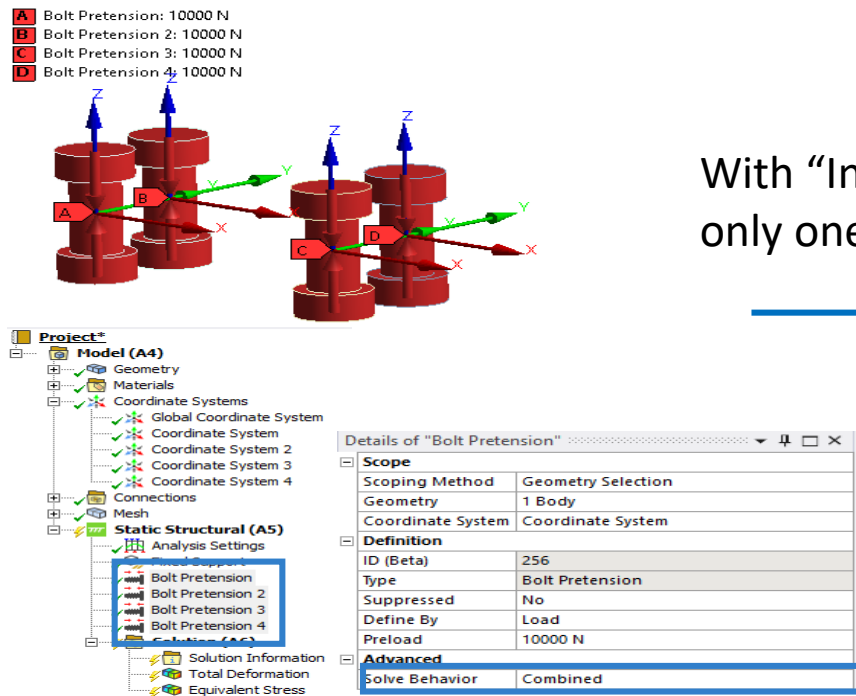 A Bolt Pretension: 10000 N
B Bolt Pretension 2: 10000 N
C Bolt Pretension 3: 10000 N
D Bolt Pretension 4: 10000 N
Z Z Z Z
A B C D
Y Y Y
X X X
With “In
only one
Project*
Model (A4)
Geometry
Materials
Coordinate Systems
Global Coordinate System
Coordinate System
Coordinate System 2
Coordinate System 3
Coordinate System 4
Connections
Mesh
Static Structural (A5)
Analysis Settings
Fixed Support
Bolt Pretension
Bolt Pretension 2
Bolt Pretension 3
Bolt Pretension 4
Solution (A6)
Solution Information
Total Deformation
Equivalent Stress
Details of "Bolt Pretension"
Scope
Scoping Method Geometry Selection
Geometry 1 Body
Coordinate System Coordinate System
Definition
ID (Beta) 256
Type Bolt Pretension
Suppressed No
Define By Load
Preload 10000 N
Advanced
Solve Behavior Combined